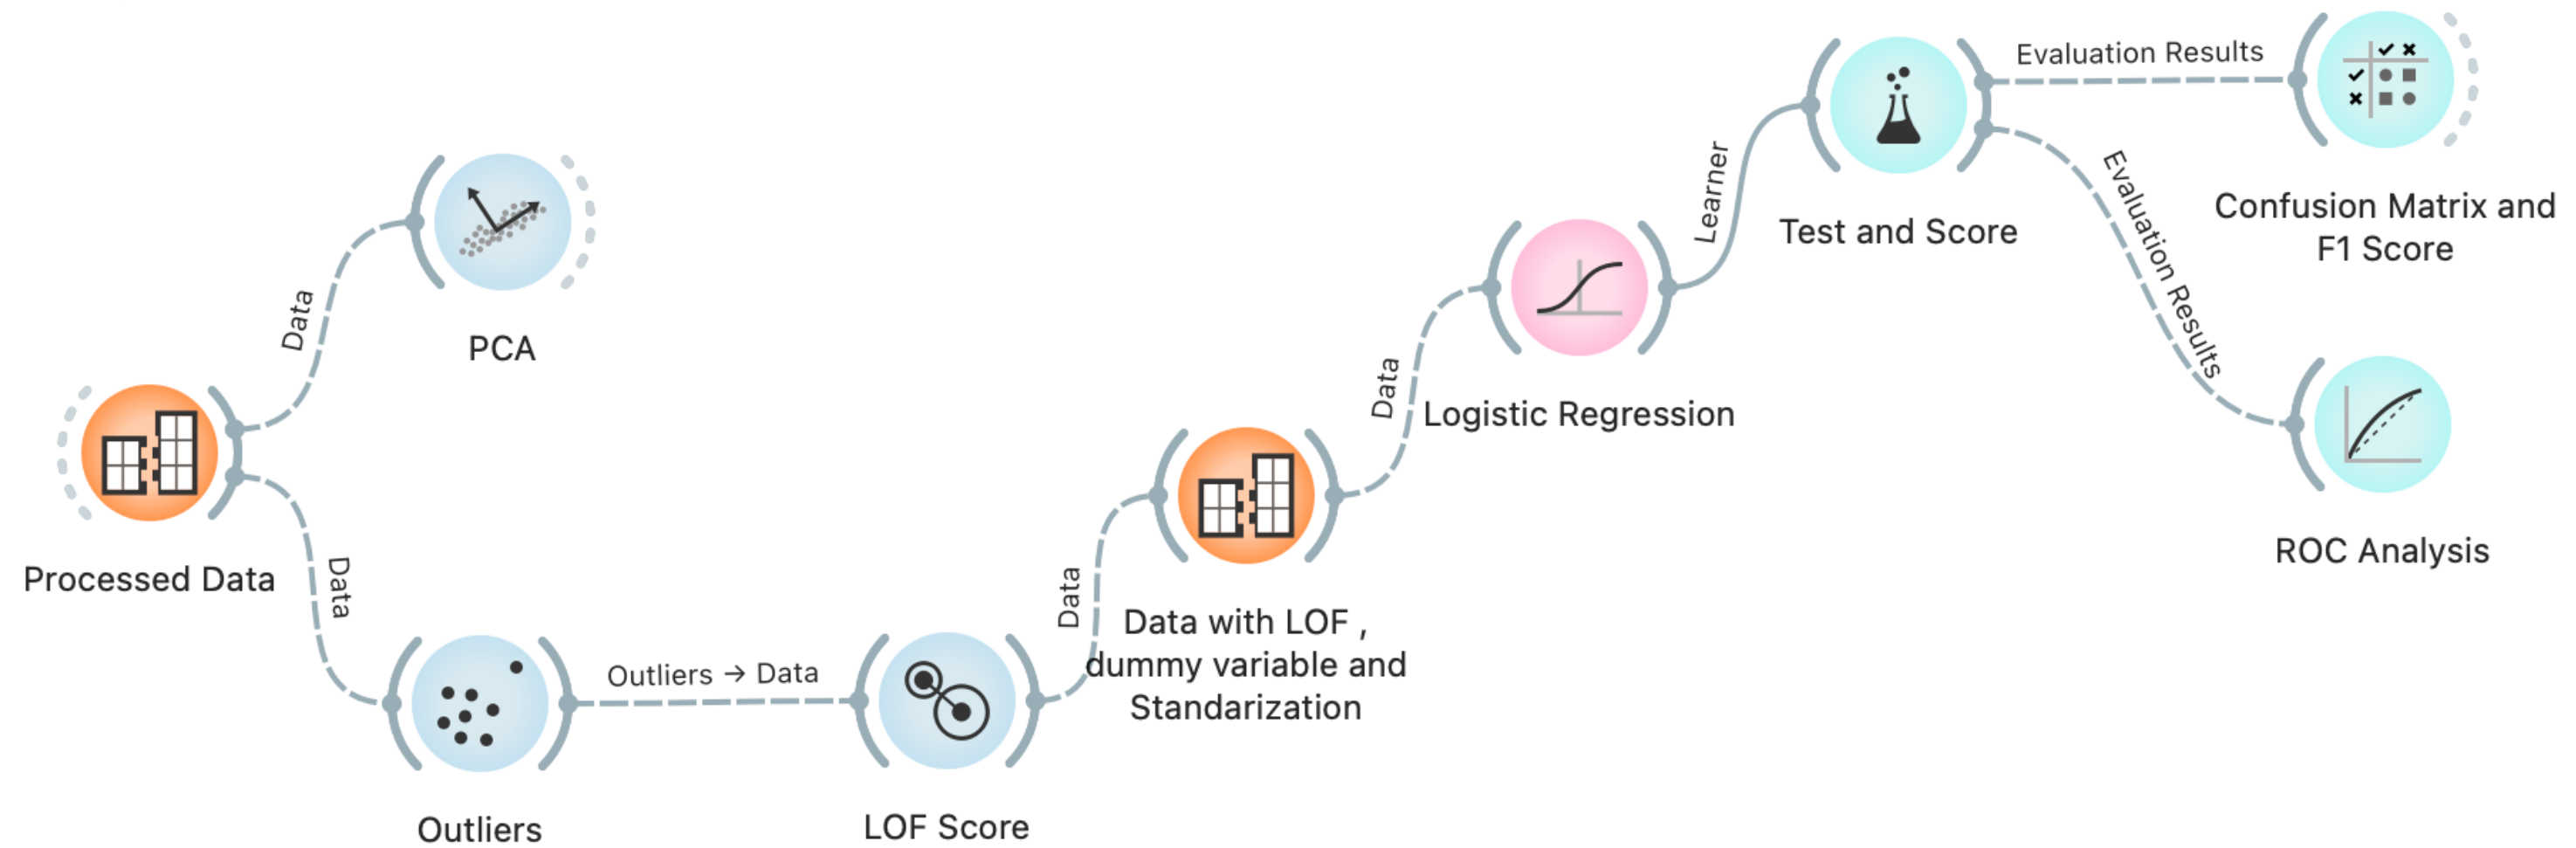 Processed Data
Data
PCA
Data
Outliers
Outliers → Data
LOF Score
Data
Data with LOF ,
dummy variable and
Standarization
Data
Logistic Regression
Learner
Test and Score
Evaluation Results
Confusion Matrix and
F1 Score
Evaluation Results
ROC Analysis